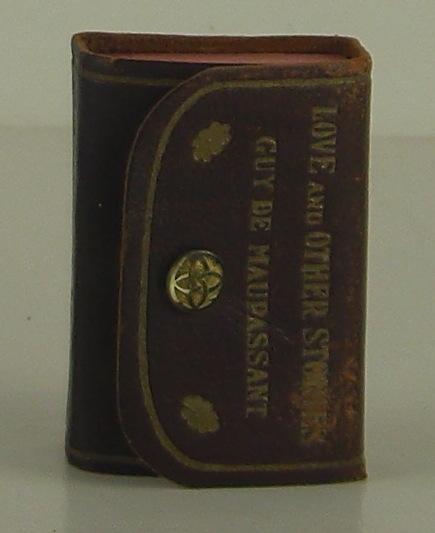 LOVE AND OTHER STORIES
GUY DE MAUPASSANT